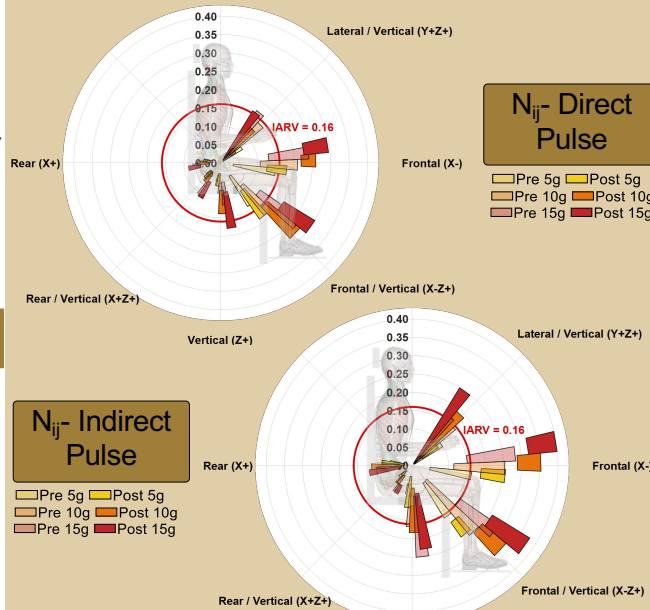 0.40
0.35
0.30
0.25
0.20
0.15
0.10
0.05
0.00
Lateral / Vertical (Y+Z+)
IARV = 0.16
Rear (X+)
Frontal (X-)
Rear / Vertical (X+Z+)
Frontal / Vertical (X-Z+)
Vertical (Z+)
Nij- Direct
Pulse
Pre 5g Post 5g
Pre 10g Post 10g
Pre 15g Post 15g
Nij- Indirect
Pulse
Pre 5g Post 5g
Pre 10g Post 10g
Pre 15g Post 15g
0.40
0.35
0.30
0.25
0.20
0.15
0.10
0.05
Lateral / Vertical (Y+Z+)
IARV = 0.16
Rear (X+)
Frontal (X-)
Rear / Vertical (X+Z+)
Frontal / Vertical (X-Z+)